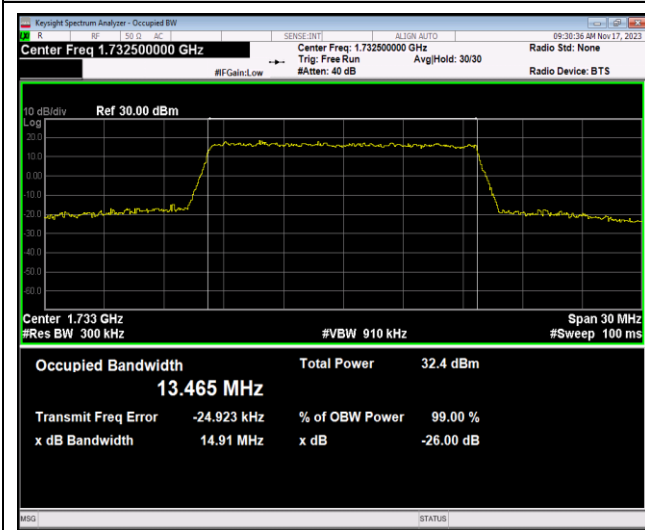 Keysight Spectrum Analyzer - Occupied BW
R RF 50 Ω AC SENSE:INT ALIGN AUTO 09:30:36 AM Nov 17, 2023
Center Freq 1.732500000 GHz Center Freq: 1.732500000 GHz Radio Std: None
Trig: Free Run Avg|Hold: 30/30
#IFGain:Low #Atten: 40 dB Radio Device: BTS
10 dB/div Ref 30.00 dBm
Log
20.0
10.0
0.00
-10.0
-20.0
-30.0
-40.0
-50.0
-60.0
Center 1.733 GHz Span 30 MHz
#Res BW 300 kHz #VBW 910 kHz #Sweep 100 ms
Occupied Bandwidth Total Power 32.4 dBm
13.465 MHz
Transmit Freq Error -24.923 kHz % of OBW Power 99.00 %
x dB Bandwidth 14.91 MHz x dB -26.00 dB
MSG STATUS